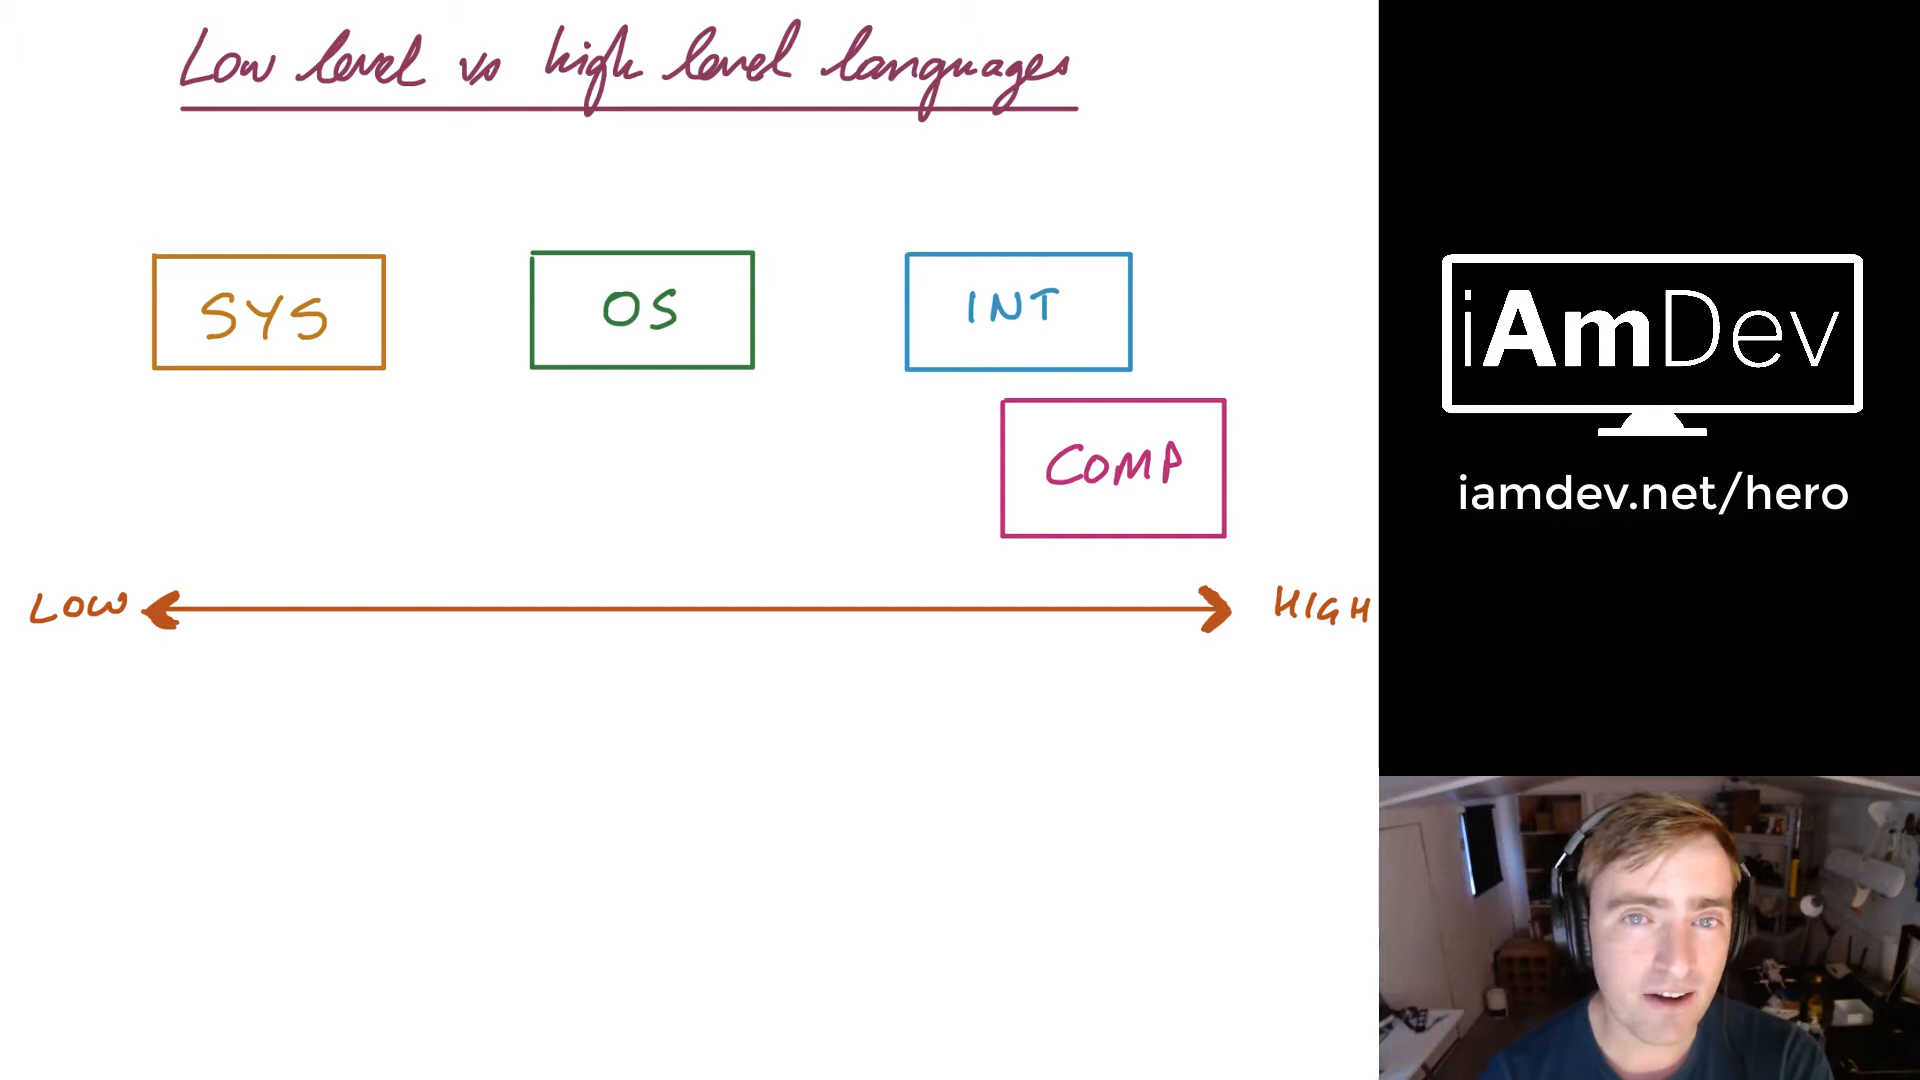 Low level vs high level languages
SYS
OS
INT
COMP
LOW
HIGH
iAmDev
iamdev.net/hero